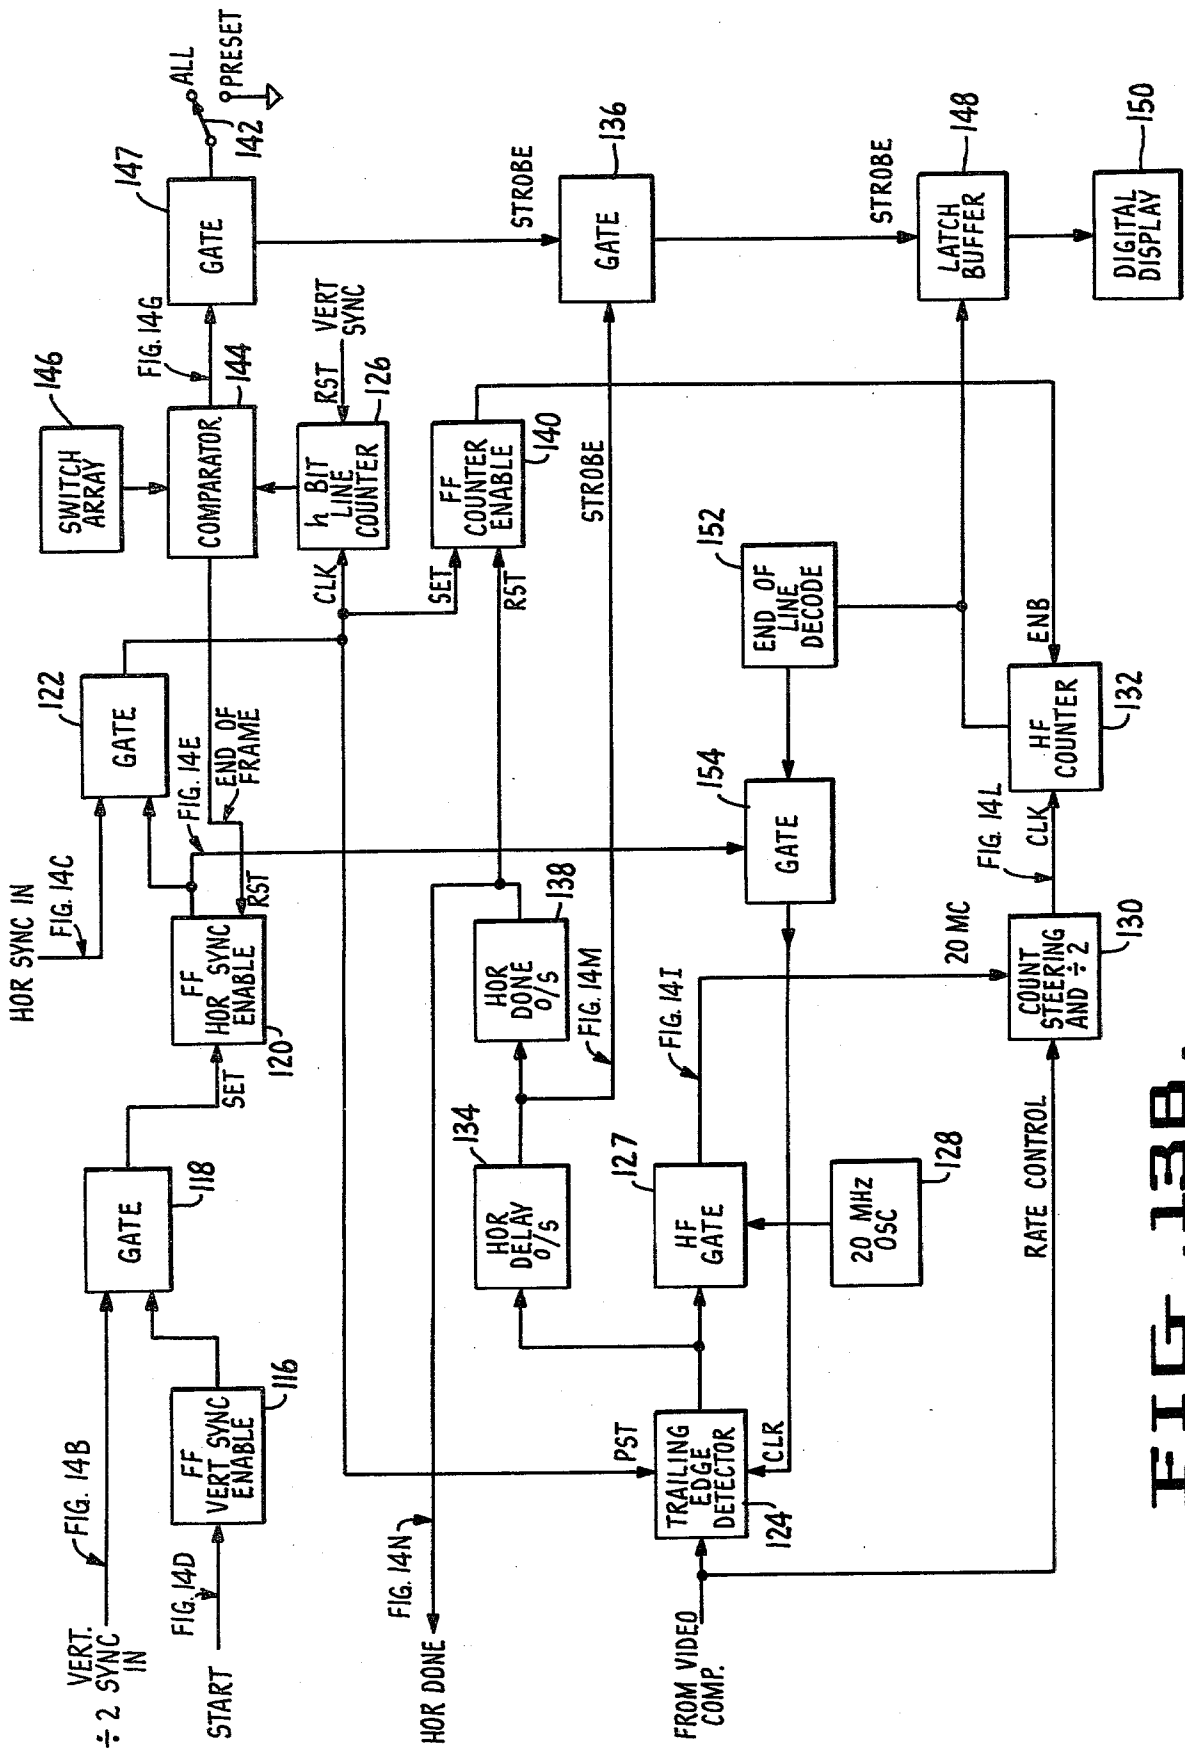 ÷ 2 VERT. SYNC IN
FIG. 14B
START
FIG. 14D
FF
VERT SYNC
ENABLE
116
GATE
118
SET
FF
HOR SYNC
ENABLE
120
RST
HOR SYNC IN
FIG. 14C
GATE
122
FIG. 14E
END OF
FRAME
SWITCH
ARRAY
146
COMPARATOR
144
FIG. 14G
GATE
147
ALL
PRESET
142
h BIT
LINE
COUNTER
126
CLK
RST
VERT
SYNC
FF
COUNTER
ENABLE
140
SET
RST
STROBE
GATE
136
STROBE
STROBE
LATCH
BUFFER
148
DIGITAL
DISPLAY
150
HOR DONE
FIG. 14N
HOR
DELAY
O/S
134
HOR
DONE
O/S
138
FIG. 14M
FROM VIDEO
COMP.
PST
TRAILING
EDGE
DETECTOR
124
CLR
HF
GATE
127
FIG. 14I
20 MHz
OSC
128
GATE
154
END OF
LINE
DECODE
152
20 MC
RATE CONTROL
COUNT
STEERING
AND ÷2
130
FIG. 14L
CLK
HF
COUNTER
132
ENB
FIG. 13B.